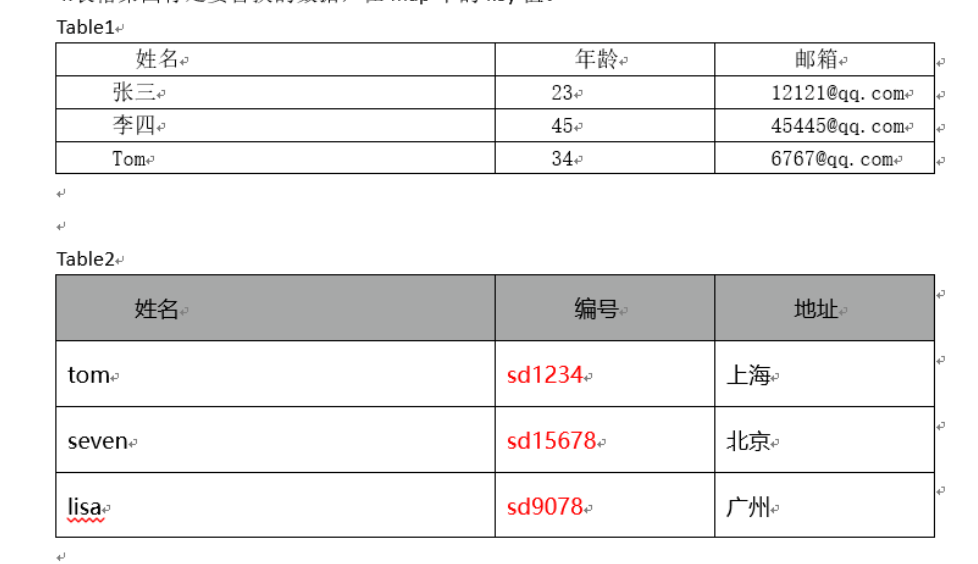 Table1
姓名 年龄 邮箱
张三 23 12121@qq.com
李四 45 45445@qq.com
Tom 34 6767@qq.com
Table2
姓名 编号 地址
tom sd1234 上海
seven sd15678 北京
lisa sd9078 广州